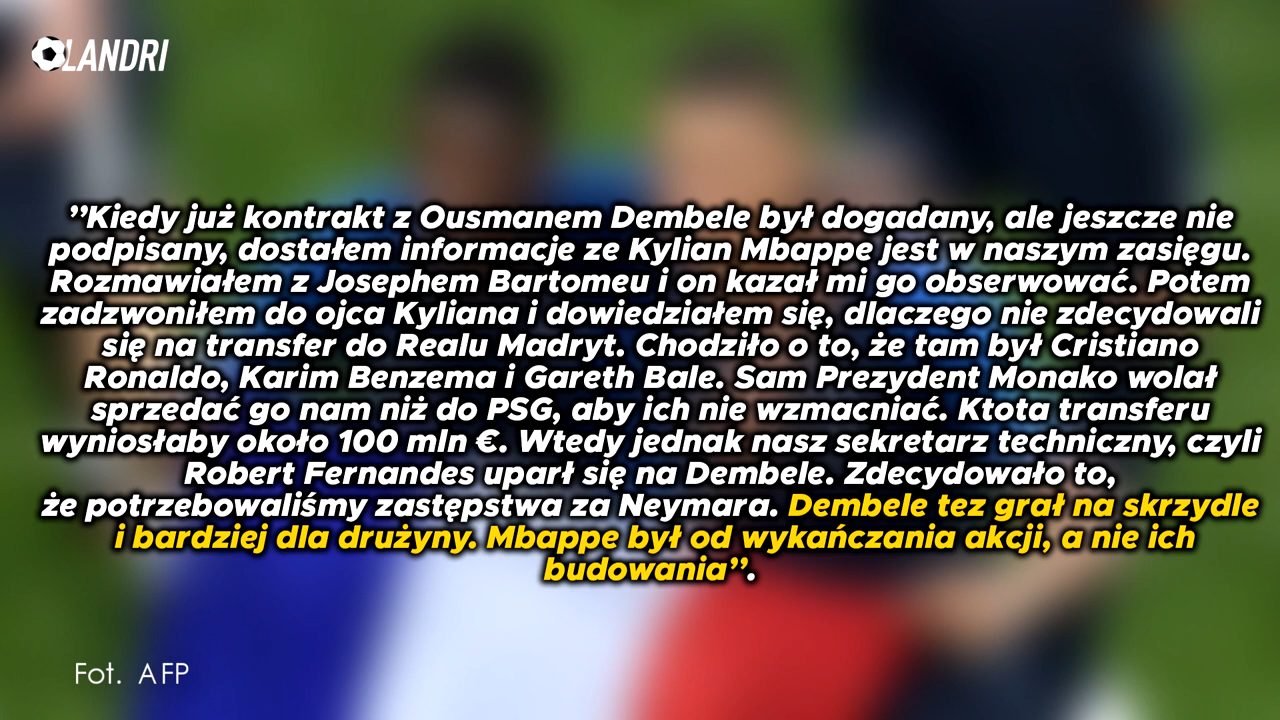 OLANDRI
”Kiedy już kontrakt z Ousmanem Dembele był dogadany, ale jeszcze nie
podpisany, dostałem informacje ze Kylian Mbappe jest w naszym zasięgu.
Rozmawiałem z Josephem Bartomeu i on kazał mi go obserwować. Potem
zadzwoniłem do ojca Kyliana i dowiedziałem się, dlaczego nie zdecydowali
się na transfer do Realu Madryt. Chodziło o to, że tam był Cristiano
Ronaldo, Karim Benzema i Gareth Bale. Sam Prezydent Monako wolał
sprzedać go nam niż do PSG, aby ich nie wzmacniać. Ktota transferu
wyniosłaby około 100 mln €. Wtedy jednak nasz sekretarz techniczny, czyli
Robert Fernandes uparł się na Dembele. Zdecydowało to,
że potrzebowaliśmy zastępstwa za Neymara. Dembele tez grał na skrzydle
i bardziej dla drużyny. Mbappe był od wykańczania akcji, a nie ich
budowania”.
Fot. AFP